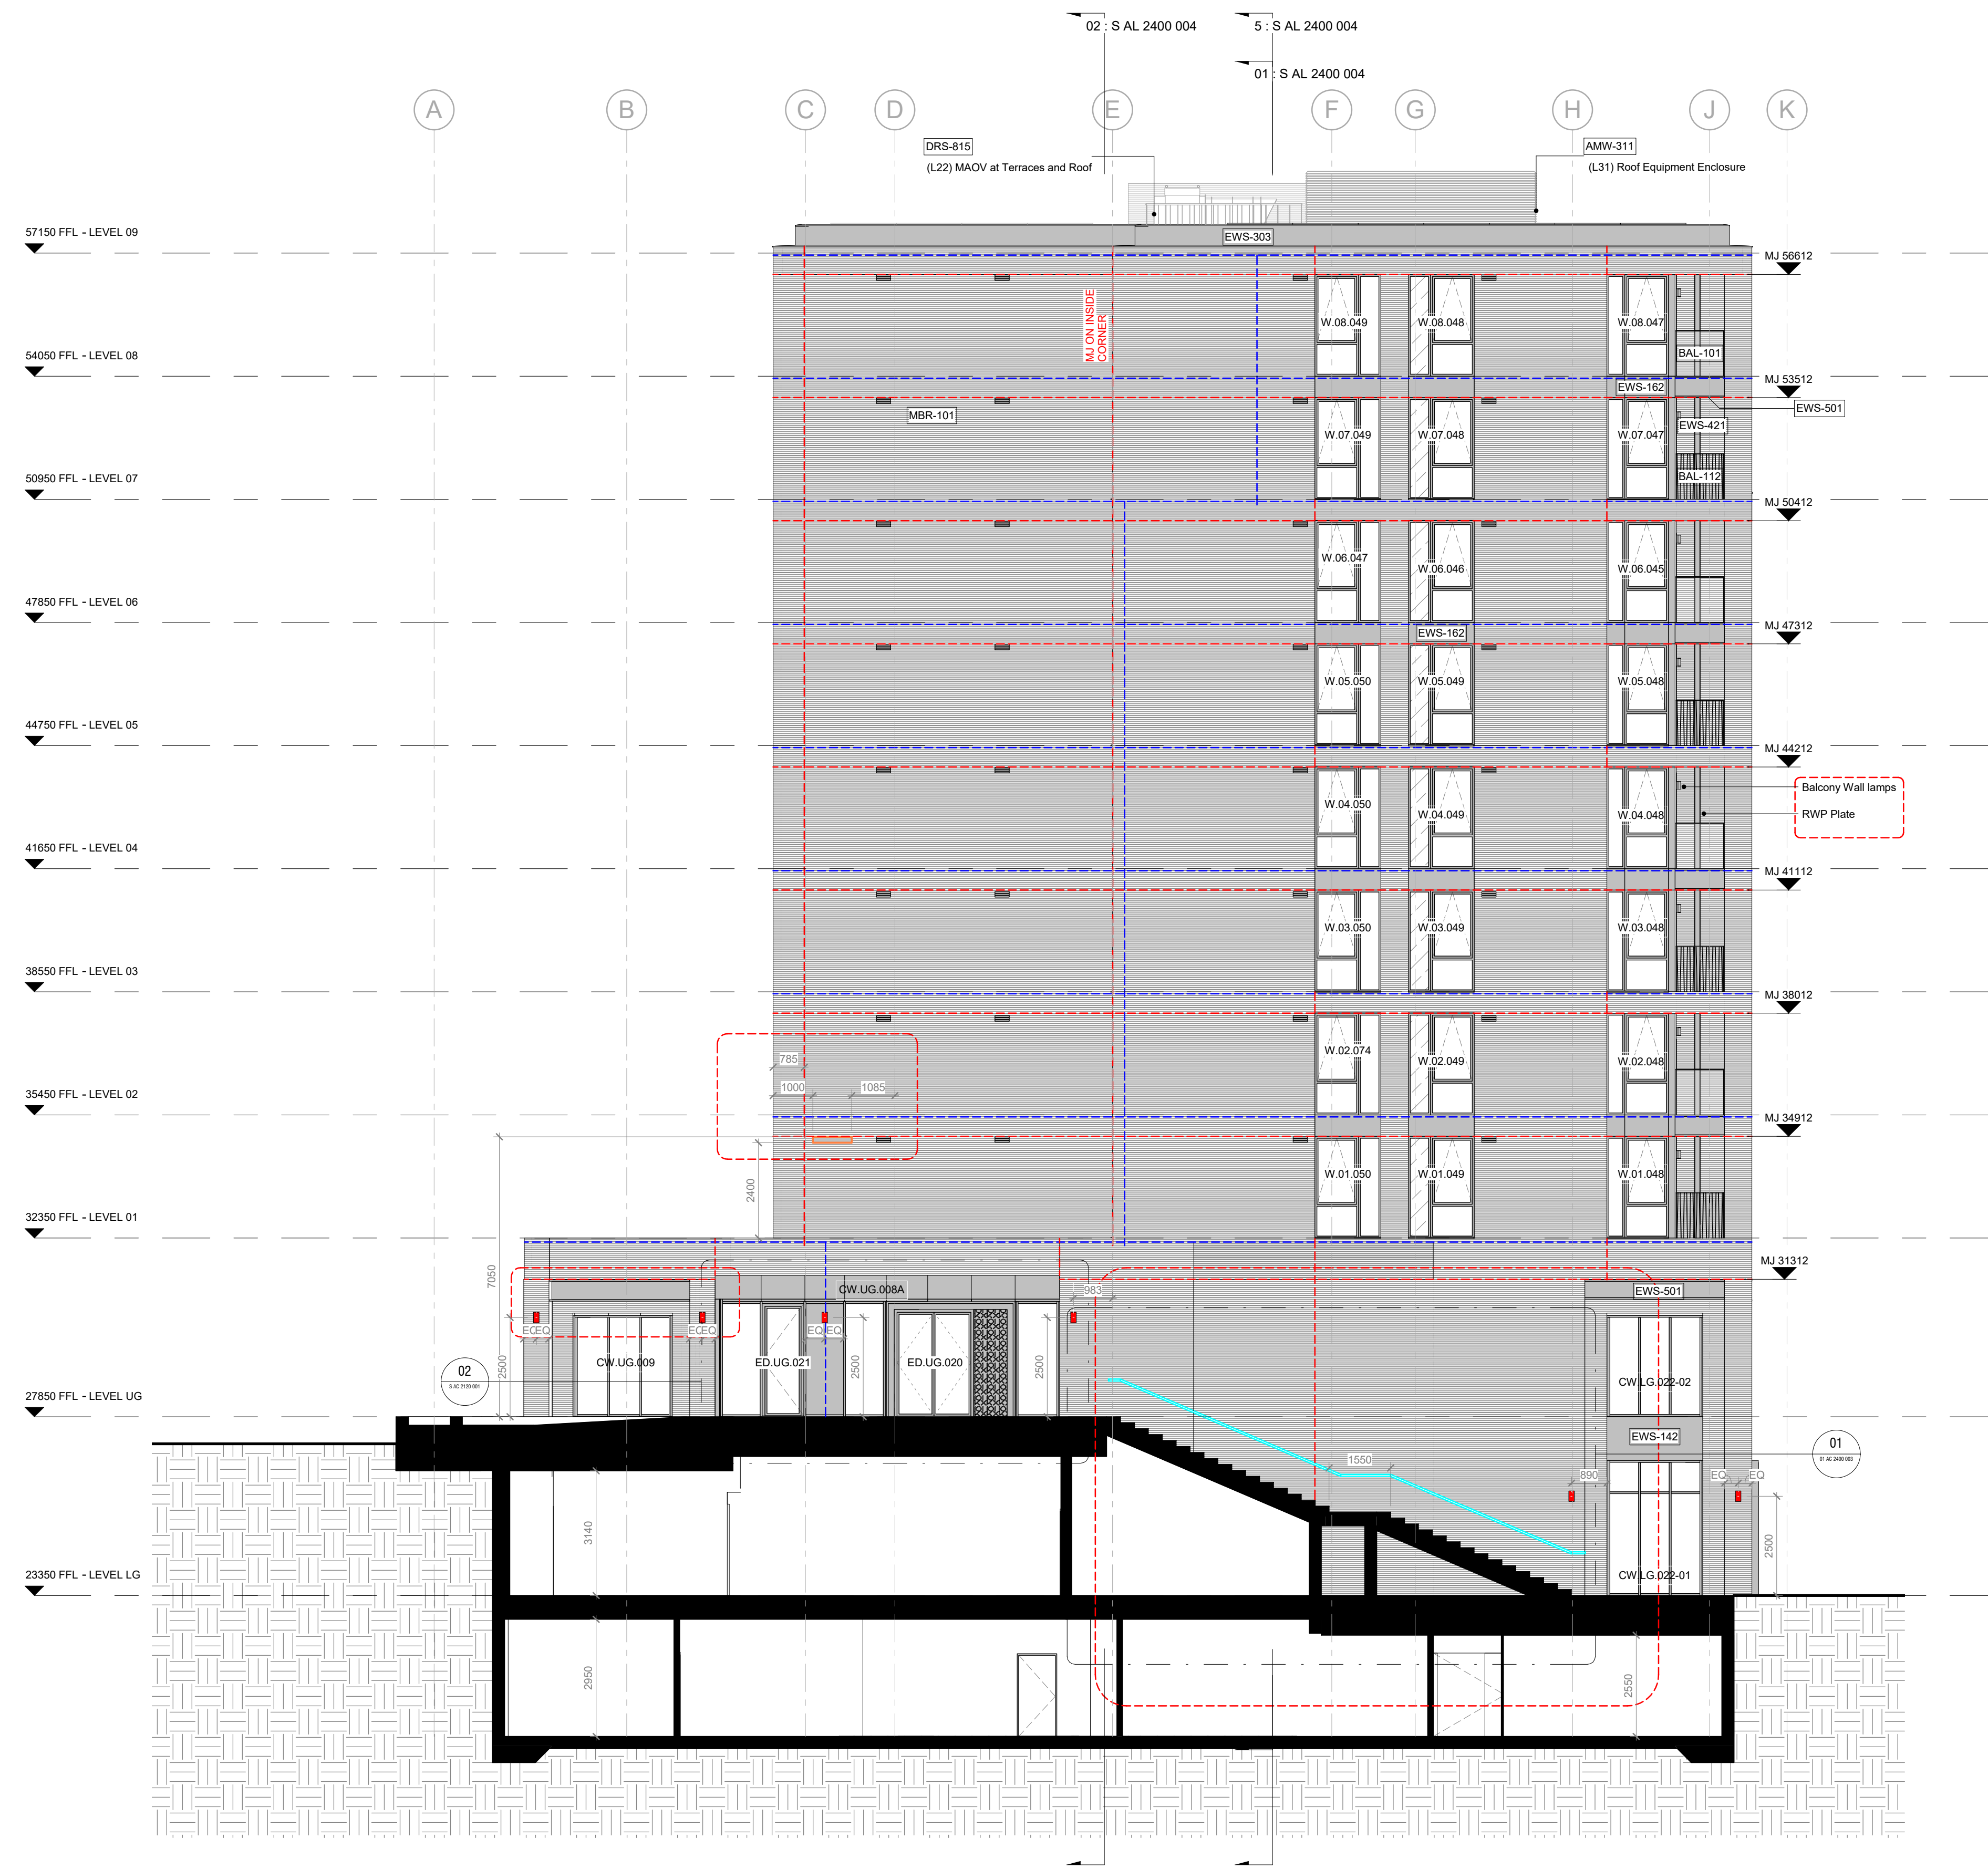 02 : S AL 2400 004
5 : S AL 2400 004
01 : S AL 2400 004
A
B
C
D
E
F
G
H
J
K
DRS-815
(L22) MAOV at Terraces and Roof
AMW-311
(L31) Roof Equipment Enclosure
57150 FFL - LEVEL 09
EWS-303
MJ 56612
MJ ON INSIDE
CORNER
W.08.049
W.08.048
W.08.047
54050 FFL - LEVEL 08
BAL-101
MJ 53512
EWS-162
EWS-501
MBR-101
EWS-421
W.07.049
W.07.048
W.07.047
50950 FFL - LEVEL 07
BAL-112
MJ 50412
W.06.047
W.06.046
W.06.045
47850 FFL - LEVEL 06
MJ 47312
EWS-162
W.05.050
W.05.049
W.05.048
44750 FFL - LEVEL 05
MJ 44212
Balcony Wall lamps
RWP Plate
W.04.050
W.04.049
W.04.048
41650 FFL - LEVEL 04
MJ 41112
W.03.050
W.03.049
W.03.048
38550 FFL - LEVEL 03
MJ 38012
W.02.074
W.02.049
W.02.048
785
1000
1085
35450 FFL - LEVEL 02
MJ 34912
W.01.050
W.01.049
W.01.048
2400
32350 FFL - LEVEL 01
7050
MJ 31312
CW.UG.008A
983
EWS-501
EQ
EQ
EQ
EQ
2500
CW.UG.009
ED.UG.021
2500
ED.UG.020
2500
02
S AC 2120 001
CW.LG.022-02
27850 FFL - LEVEL UG
EWS-142
01
01 AC 2400 003
1550
890
EQ
EQ
3140
2500
23350 FFL - LEVEL LG
CW.LG.022-01
2950
2550